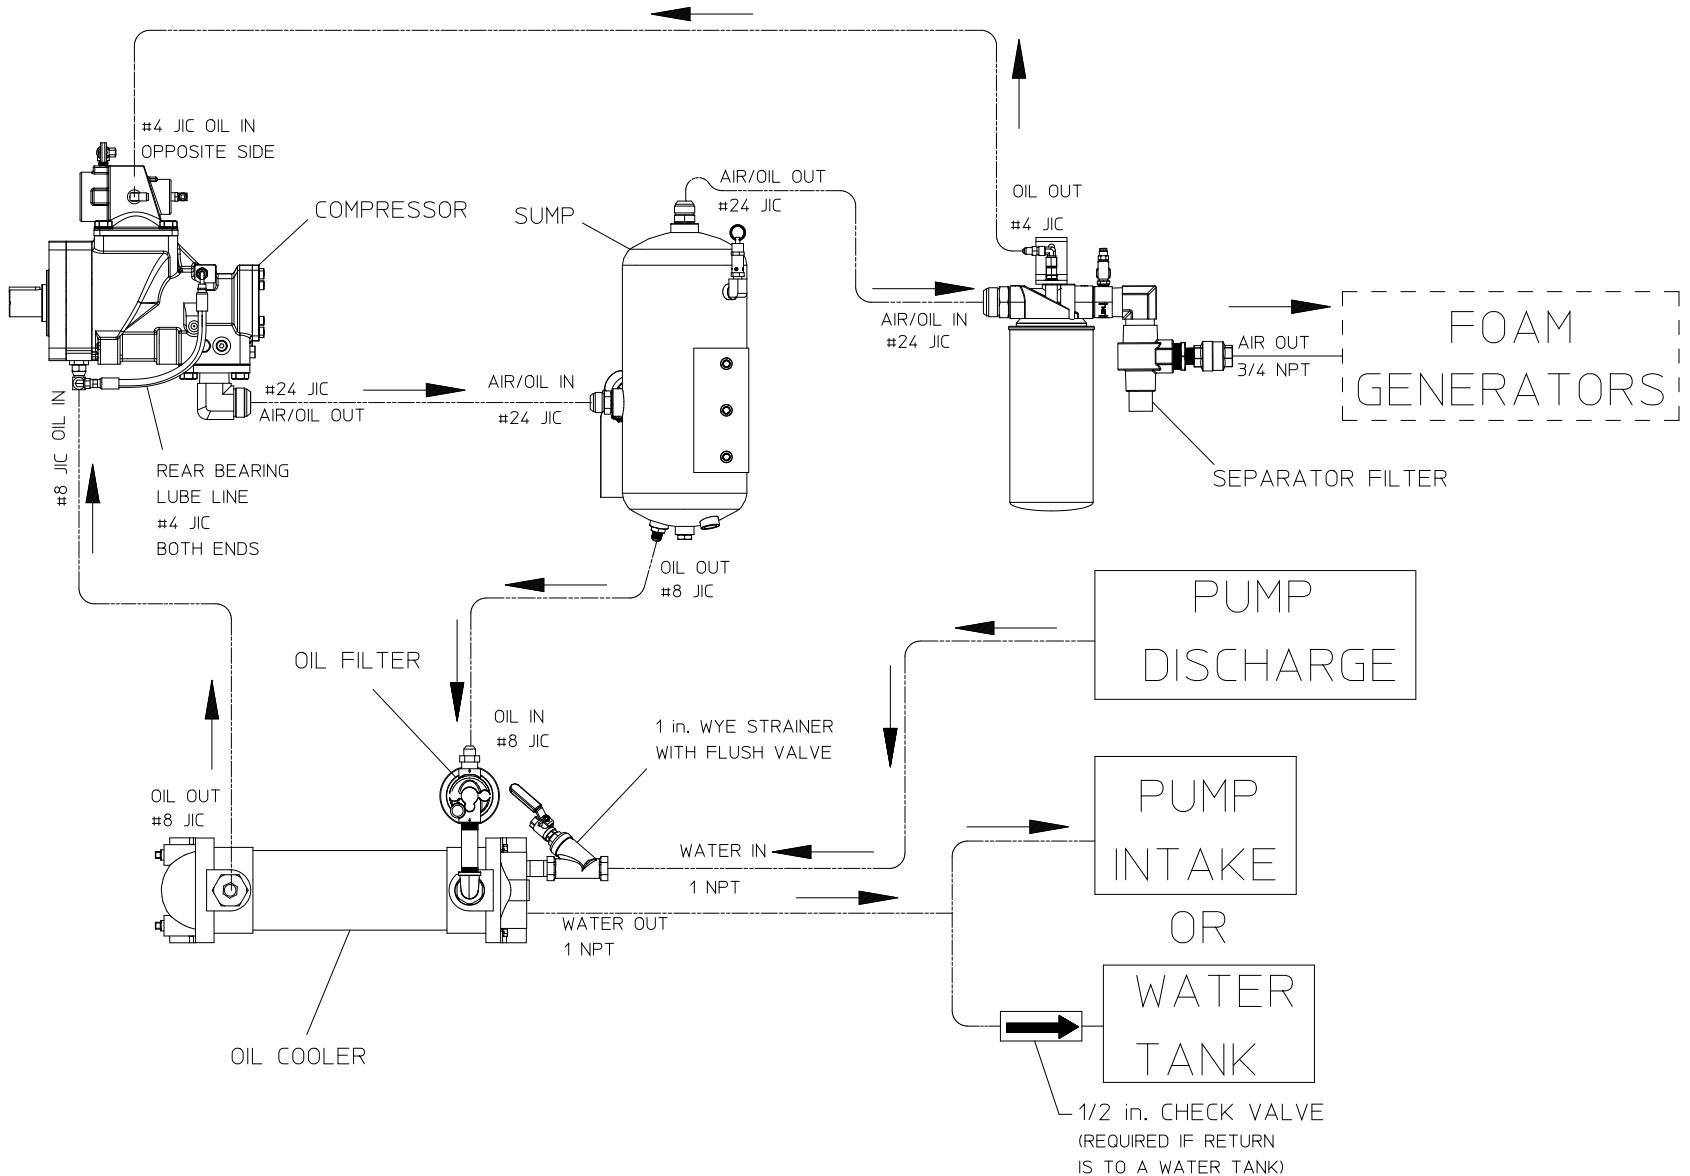 #4 JIC OIL IN
OPPOSITE SIDE
COMPRESSOR
SUMP
AIR/OIL OUT
#24 JIC
OIL OUT
#4 JIC
AIR/OIL IN
#24 JIC
AIR OUT
3/4 NPT
FOAM
GENERATORS
#24 JIC
AIR/OIL OUT
AIR/OIL IN
#24 JIC
#8 JIC OIL IN
REAR BEARING
LUBE LINE
#4 JIC
BOTH ENDS
SEPARATOR FILTER
OIL OUT
#8 JIC
PUMP
DISCHARGE
OIL FILTER
OIL IN
#8 JIC
1 in. WYE STRAINER
WITH FLUSH VALVE
OIL OUT
#8 JIC
WATER IN
1 NPT
PUMP
INTAKE
WATER OUT
1 NPT
OR
WATER
TANK
OIL COOLER
1/2 in. CHECK VALVE
(REQUIRED IF RETURN
IS TO A WATER TANK)